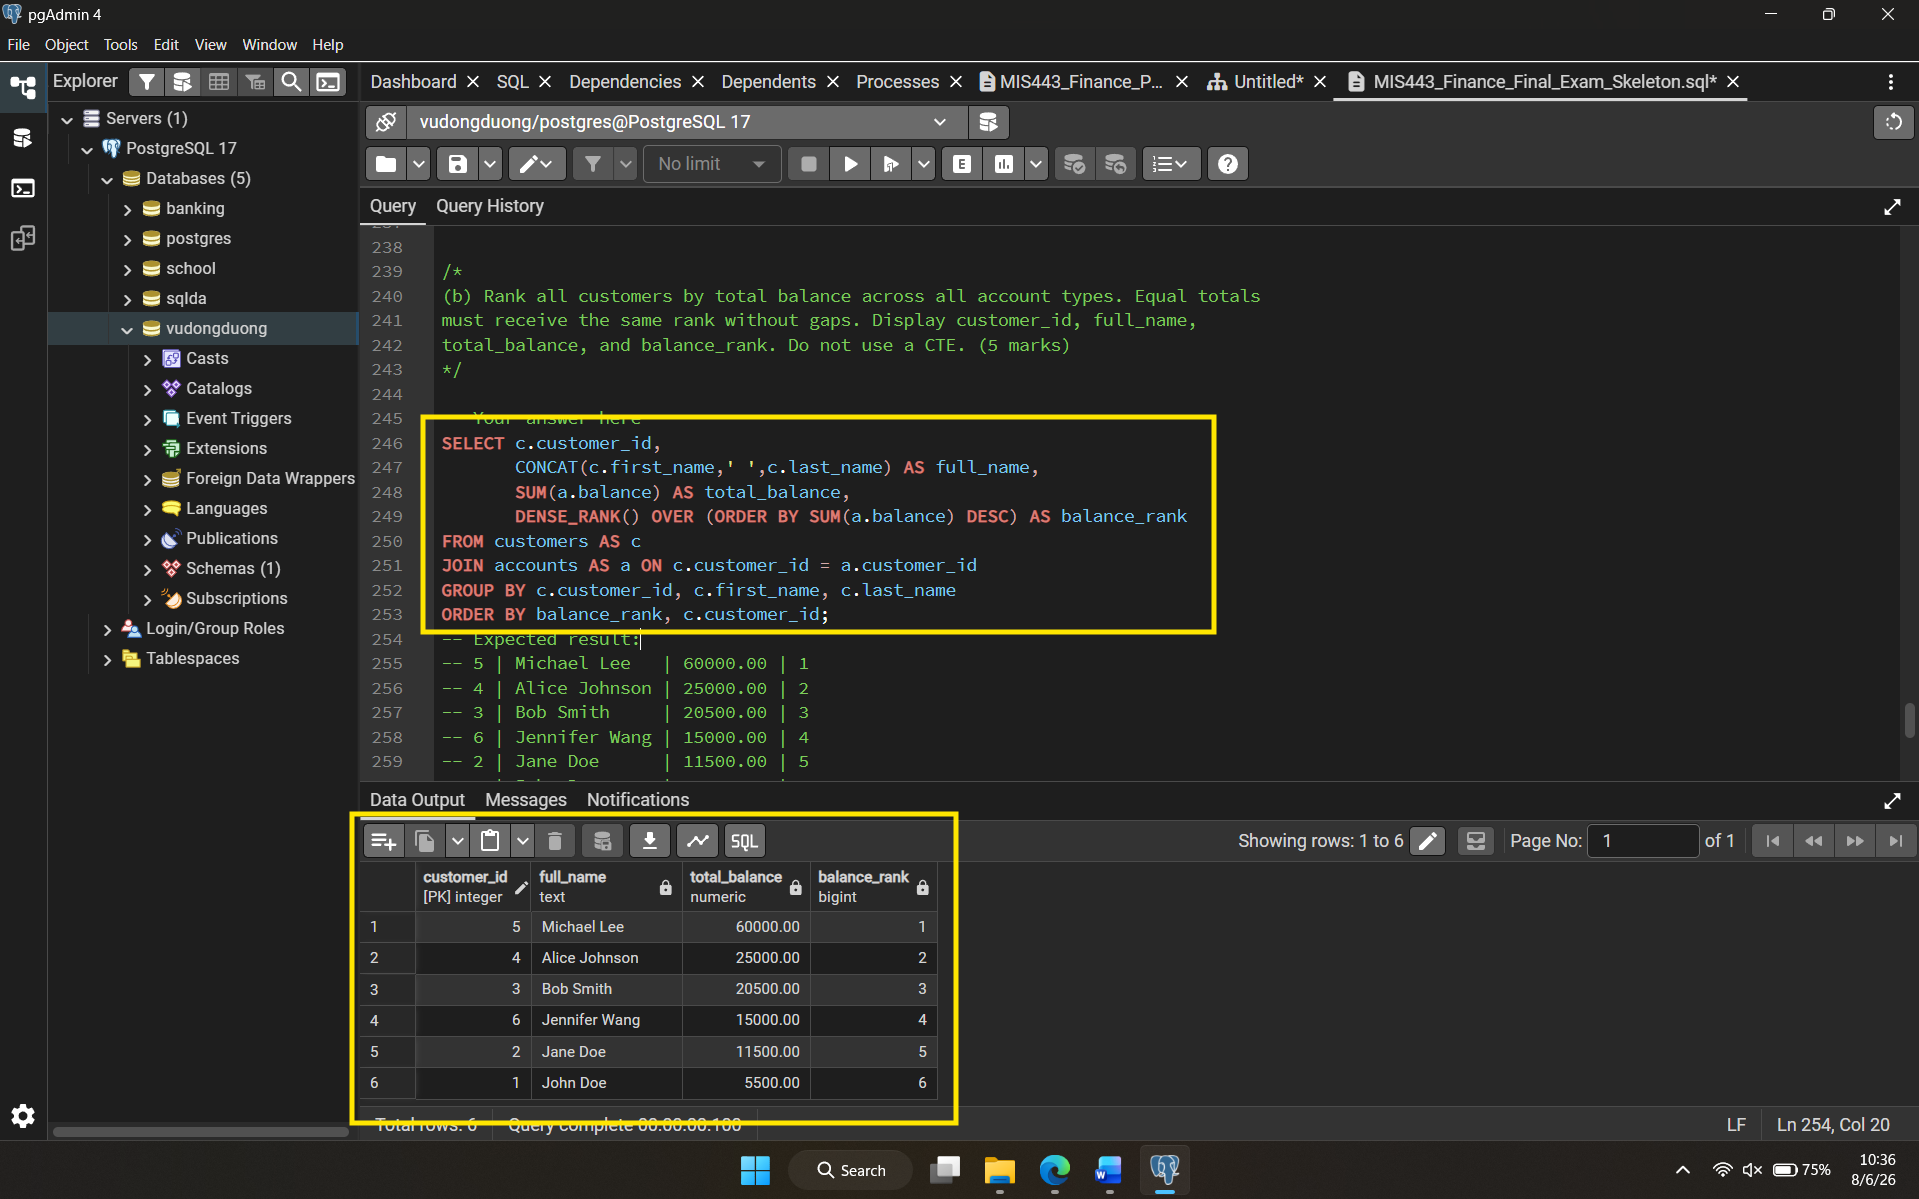 pgAdmin 4
File Object Tools Edit View Window Help
Explorer
Dashboard SQL Dependencies Dependents Processes MIS443_Finance_P... Untitled* MIS443_Finance_Final_Exam_Skeleton.sql*
Servers (1)
PostgreSQL 17
Databases (5)
banking
postgres
school
sqlda
vudongduong
Casts
Catalogs
Event Triggers
Extensions
Foreign Data Wrappers
Languages
Publications
Schemas (1)
Subscriptions
Login/Group Roles
Tablespaces
vudongduong/postgres@PostgreSQL 17
No limit
E
Query Query History
238
239 /*
240 (b) Rank all customers by total balance across all account types. Equal totals
241 must receive the same rank without gaps. Display customer_id, full_name,
242 total_balance, and balance_rank. Do not use a CTE. (5 marks)
243 */
244
245 Your answer here
246 SELECT c.customer_id,
247 CONCAT(c.first_name,' ',c.last_name) AS full_name,
248 SUM(a.balance) AS total_balance,
249 DENSE_RANK() OVER (ORDER BY SUM(a.balance) DESC) AS balance_rank
250 FROM customers AS c
251 JOIN accounts AS a ON c.customer_id = a.customer_id
252 GROUP BY c.customer_id, c.first_name, c.last_name
253 ORDER BY balance_rank, c.customer_id;
254 -- Expected result:
255 -- 5 | Michael Lee | 60000.00 | 1
256 -- 4 | Alice Johnson | 25000.00 | 2
257 -- 3 | Bob Smith | 20500.00 | 3
258 -- 6 | Jennifer Wang | 15000.00 | 4
259 -- 2 | Jane Doe | 11500.00 | 5
Data Output Messages Notifications
SQL
Showing rows: 1 to 6 Page No: 1 of 1
customer_id full_name total_balance balance_rank
[PK] integer text numeric bigint
1 5 Michael Lee 60000.00 1
2 4 Alice Johnson 25000.00 2
3 3 Bob Smith 20500.00 3
4 6 Jennifer Wang 15000.00 4
5 2 Jane Doe 11500.00 5
6 1 John Doe 5500.00 6
Total rows: 6 Query complete 00:00:00.100
LF Ln 254, Col 20
Search
75%
10:36
8/6/26